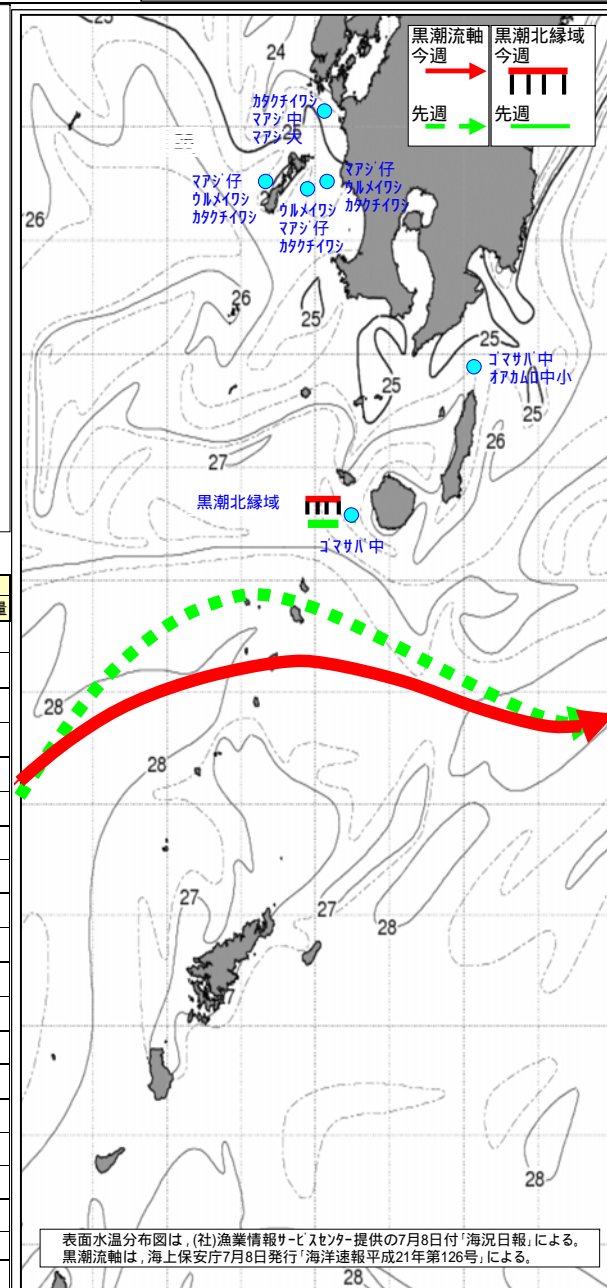 黒潮流軸
今週
先週
黒潮北縁域
今週
先週
25
24
ｶﾀｸﾁｲﾜｼ
ﾏｱｼﾞ中
ﾏｱｼﾞ大
25
ﾏｱｼﾞ仔
ｳﾙﾒｲﾜｼ
ｶﾀｸﾁｲﾜｼ
ｳﾙﾒｲﾜｼ
ﾏｱｼﾞ仔
ｶﾀｸﾁｲﾜｼ
ﾏｱｼﾞ仔
ｳﾙﾒｲﾜｼ
ｶﾀｸﾁｲﾜｼ
26
26
25
25
25
ｺﾞﾏｻﾊﾞ中
ｵｱｶﾑﾛ中小
25
26
27
黒潮北縁域
ｺﾞﾏｻﾊﾞ中
量
28
28
27
27
28
28
表面水温分布図は，(社)漁業情報ｻｰﾋﾞｽｾﾝﾀｰ提供の7月8日付「海況日報」による。
黒潮流軸は，海上保安庁7月8日発行「海洋速報平成21年第126号」による。
28